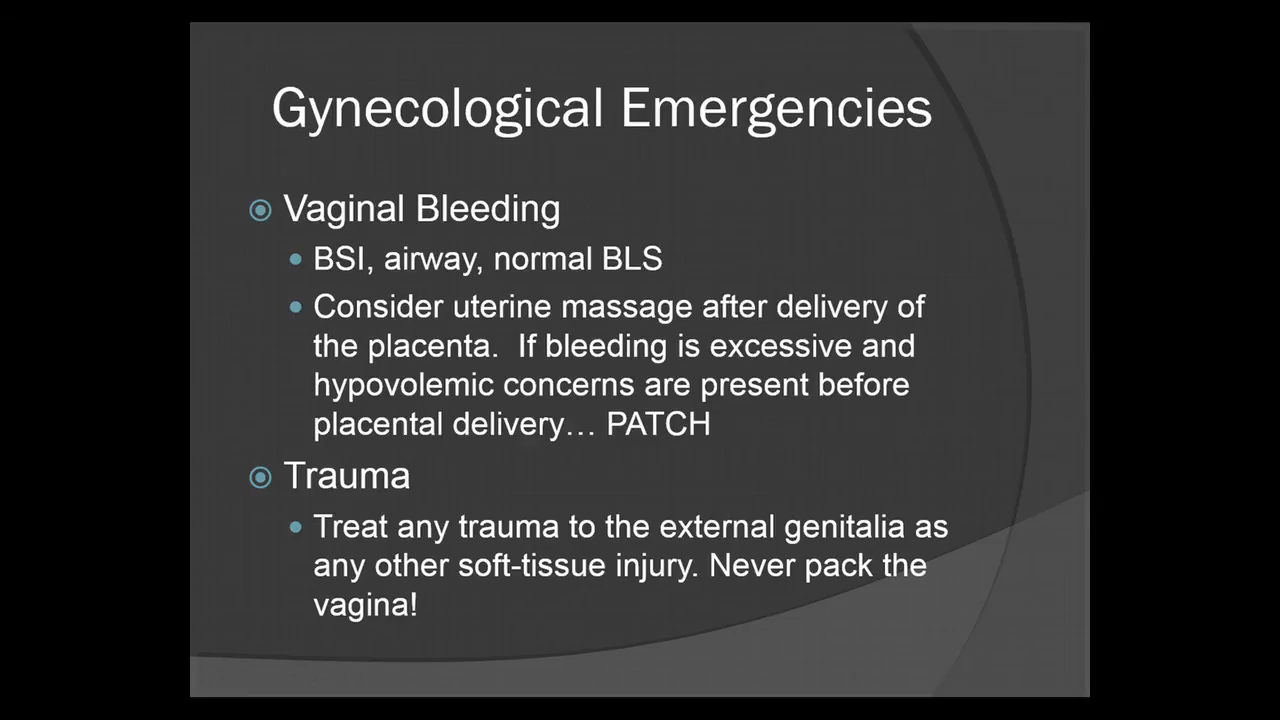 Gynecological Emergencies
Vaginal Bleeding
BSI, airway, normal BLS
Consider uterine massage after delivery of
the placenta.  If bleeding is excessive and
hypovolemic concerns are present before
placental delivery… PATCH
Trauma
Treat any trauma to the external genitalia as
any other soft-tissue injury. Never pack the
vagina!